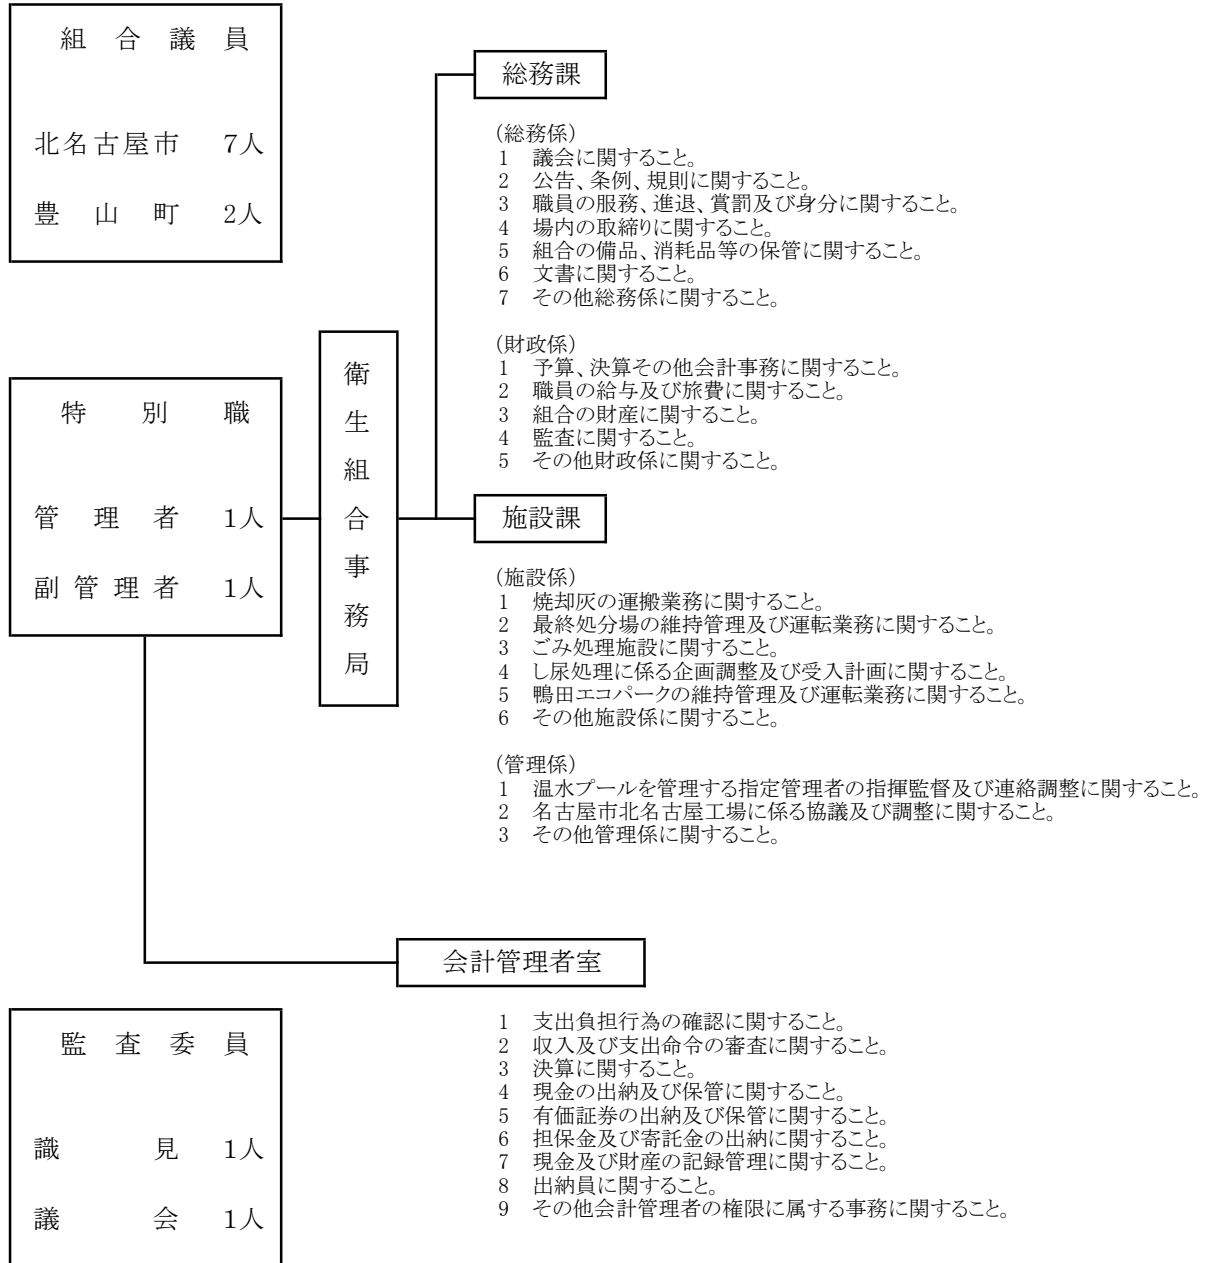 組合議員
北名古屋市 7人
豊山町 2人
総務課
(総務係)
1 議会に関すること。
2 公告、条例、規則に関すること。
3 職員の服務、進退、賞罰及び身分に関すること。
4 場内の取締りに関すること。
5 組合の備品、消耗品等の保管に関すること。
6 文書に関すること。
7 その他総務係に関すること。
(財政係)
1 予算、決算その他会計事務に関すること。
2 職員の給与及び旅費に関すること。
3 組合の財産に関すること。
4 監査に関すること。
5 その他財政係に関すること。
特別職
管理者 1人
副管理者 1人
衛生組合事務局
施設課
(施設係)
1 焼却灰の運搬業務に関すること。
2 最終処分場の維持管理及び運転業務に関すること。
3 ごみ処理施設に関すること。
4 し尿処理に係る企画調整及び受入計画に関すること。
5 鴨田エコパークの維持管理及び運転業務に関すること。
6 その他施設係に関すること。
(管理係)
1 温水プールを管理する指定管理者の指揮監督及び連絡調整に関すること。
2 名古屋市北名古屋工場に係る協議及び調整に関すること。
3 その他管理係に関すること。
会計管理者室
1 支出負担行為の確認に関すること。
2 収入及び支出命令の審査に関すること。
3 決算に関すること。
4 現金の出納及び保管に関すること。
5 有価証券の出納及び保管に関すること。
6 担保金及び寄託金の出納に関すること。
7 現金及び財産の記録管理に関すること。
8 出納員に関すること。
9 その他会計管理者の権限に属する事務に関すること。
監査委員
識見 1人
議会 1人